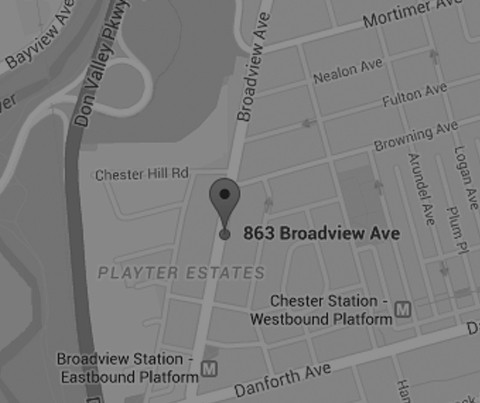 Mortimer Ave
Bayview Ave
Don Valley Pkwy
Broadview Ave
Nealon Ave
Fulton Ave
Browning Ave
Chester Hill Rd
Arundel Ave
Logan Ave
Plum Pl
863 Broadview Ave
PLAYTER ESTATES
Chester Station -
Westbound Platform
M
Broadview Station -
Eastbound Platform
M
Danforth Ave